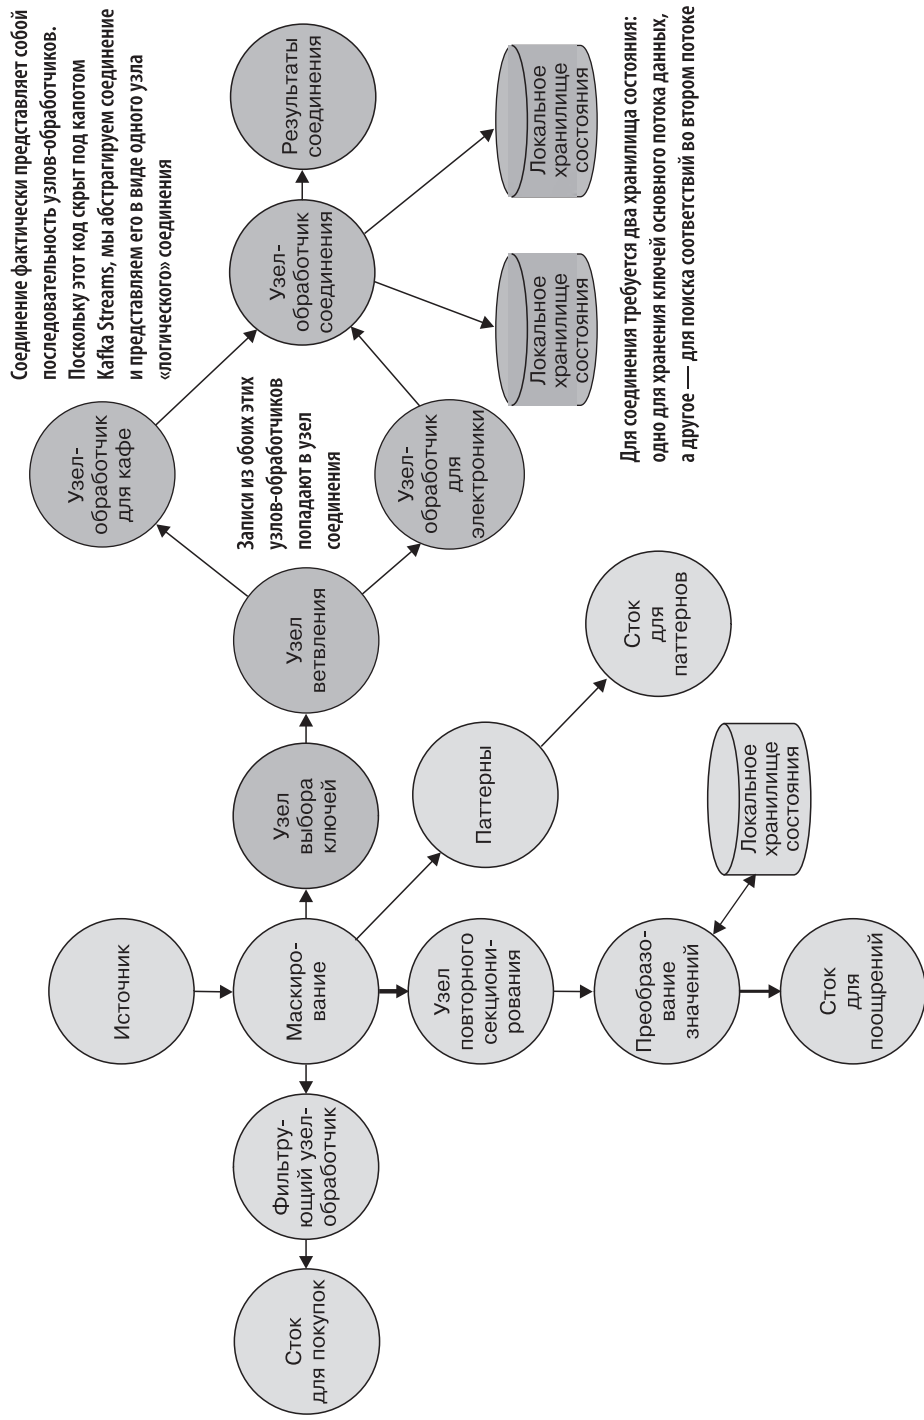 Соединение фактически представляет собой
последовательность узлов-обработчиков.
Поскольку этот код скрыт под капотом
Kafka Streams, мы абстрагируем соединение
и представляем его в виде одного узла
«логического» соединения
Узел-
обработчик
для кафе
Результаты
соединения
Узел-
обработчик
соединения
Записи из обоих этих
узлов-обработчиков
попадают в узел
соединения
Источник
Узел
выбора
ключей
Узел
ветвления
Узел-
обработчик
для
электроники
Локальное
хранилище
состояния
Локальное
хранилище
состояния
Для соединения требуется два хранилища состояния:
одно для хранения ключей основного потока данных,
а другое — для поиска соответствий во втором потоке
Сток
для покупок
Фильтру-
ющий узел-
обработчик
Маскиро-
вание
Паттерны
Сток
для
паттернов
Узел
повторного
секциони-
рования
Преобразо-
вание
значений
Локальное
хранилище
состояния
Сток
для
поощрений